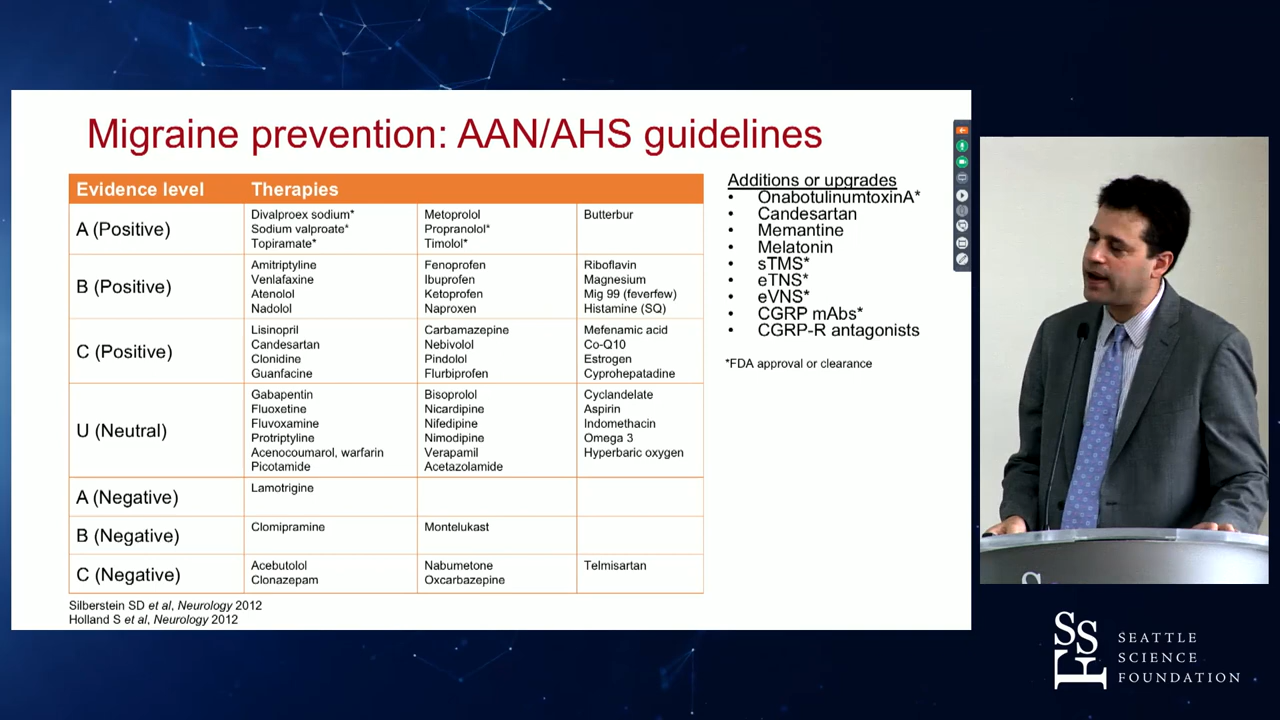 Migraine prevention: AAN/AHS guidelines
Evidence level Therapies
A (Positive)
Divalproex sodium*
Sodium valproate*
Topiramate*
Metoprolol
Propranolol*
Timolol*
Butterbur
B (Positive)
Amitriptyline
Venlafaxine
Atenolol
Nadolol
Fenoprofen
Ibuprofen
Ketoprofen
Naproxen
Riboflavin
Magnesium
Mig 99 (feverfew)
Histamine (SQ)
C (Positive)
Lisinopril
Candesartan
Clonidine
Guanfacine
Carbamazepine
Nebivolol
Pindolol
Flurbiprofen
Mefenamic acid
Co-Q10
Estrogen
Cyprohepatadine
U (Neutral)
Gabapentin
Fluoxetine
Fluvoxamine
Protriptyline
Acenocoumarol, warfarin
Picotamide
Bisoprolol
Nicardipine
Nifedipine
Nimodipine
Verapamil
Acetazolamide
Cyclandelate
Aspirin
Indomethacin
Omega 3
Hyperbaric oxygen
A (Negative)
Lamotrigine
B (Negative)
Clomipramine
Montelukast
C (Negative)
Acebutolol
Clonazepam
Nabumetone
Oxcarbazepine
Telmisartan
Silberstein SD et al, Neurology 2012
Holland S et al, Neurology 2012
Additions or upgrades
• OnabotulinumtoxinA*
• Candesartan
• Memantine
• Melatonin
• sTMS*
• eTNS*
• eVNS*
• CGRP mAbs*
• CGRP-R antagonists
*FDA approval or clearance
SSF
SEATTLE
SCIENCE
FOUNDATION